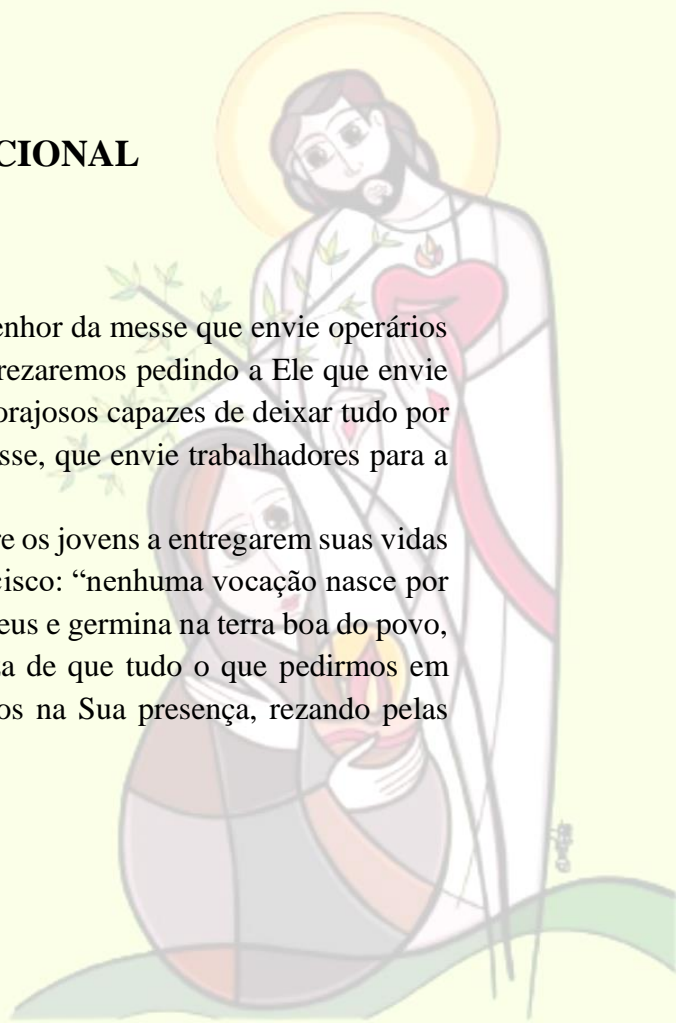 CIONAL
enhor da messe que envie operários
rezaremos pedindo a Ele que envie
orajosos capazes de deixar tudo por
sse, que envie trabalhadores para a
re os jovens a entregarem suas vidas
cisco: “nenhuma vocação nasce por
eus e germina na terra boa do povo,
za de que tudo o que pedirmos em
os na Sua presença, rezando pelas